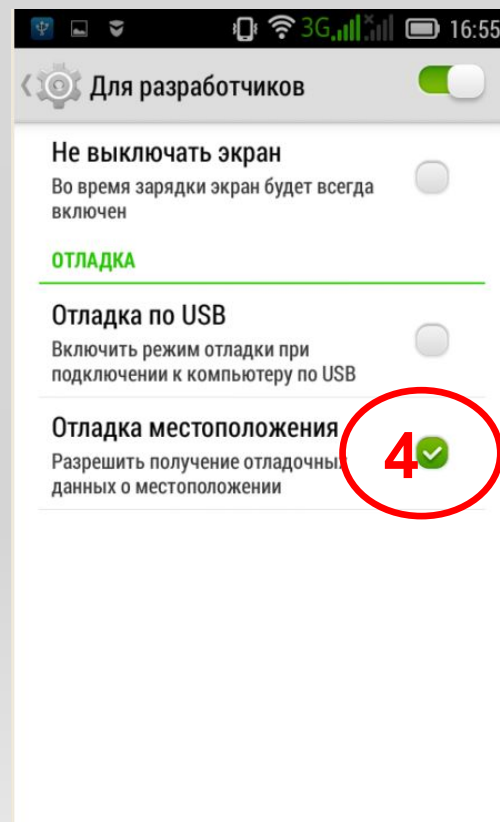 3G 16:55
Для разработчиков
Не выключать экран
Во время зарядки экран будет всегда
включен
ОТЛАДКА
Отладка по USB
Включить режим отладки при
подключении к компьютеру по USB
Отладка местоположения
Разрешить получение отладочных
данных о местоположении
4